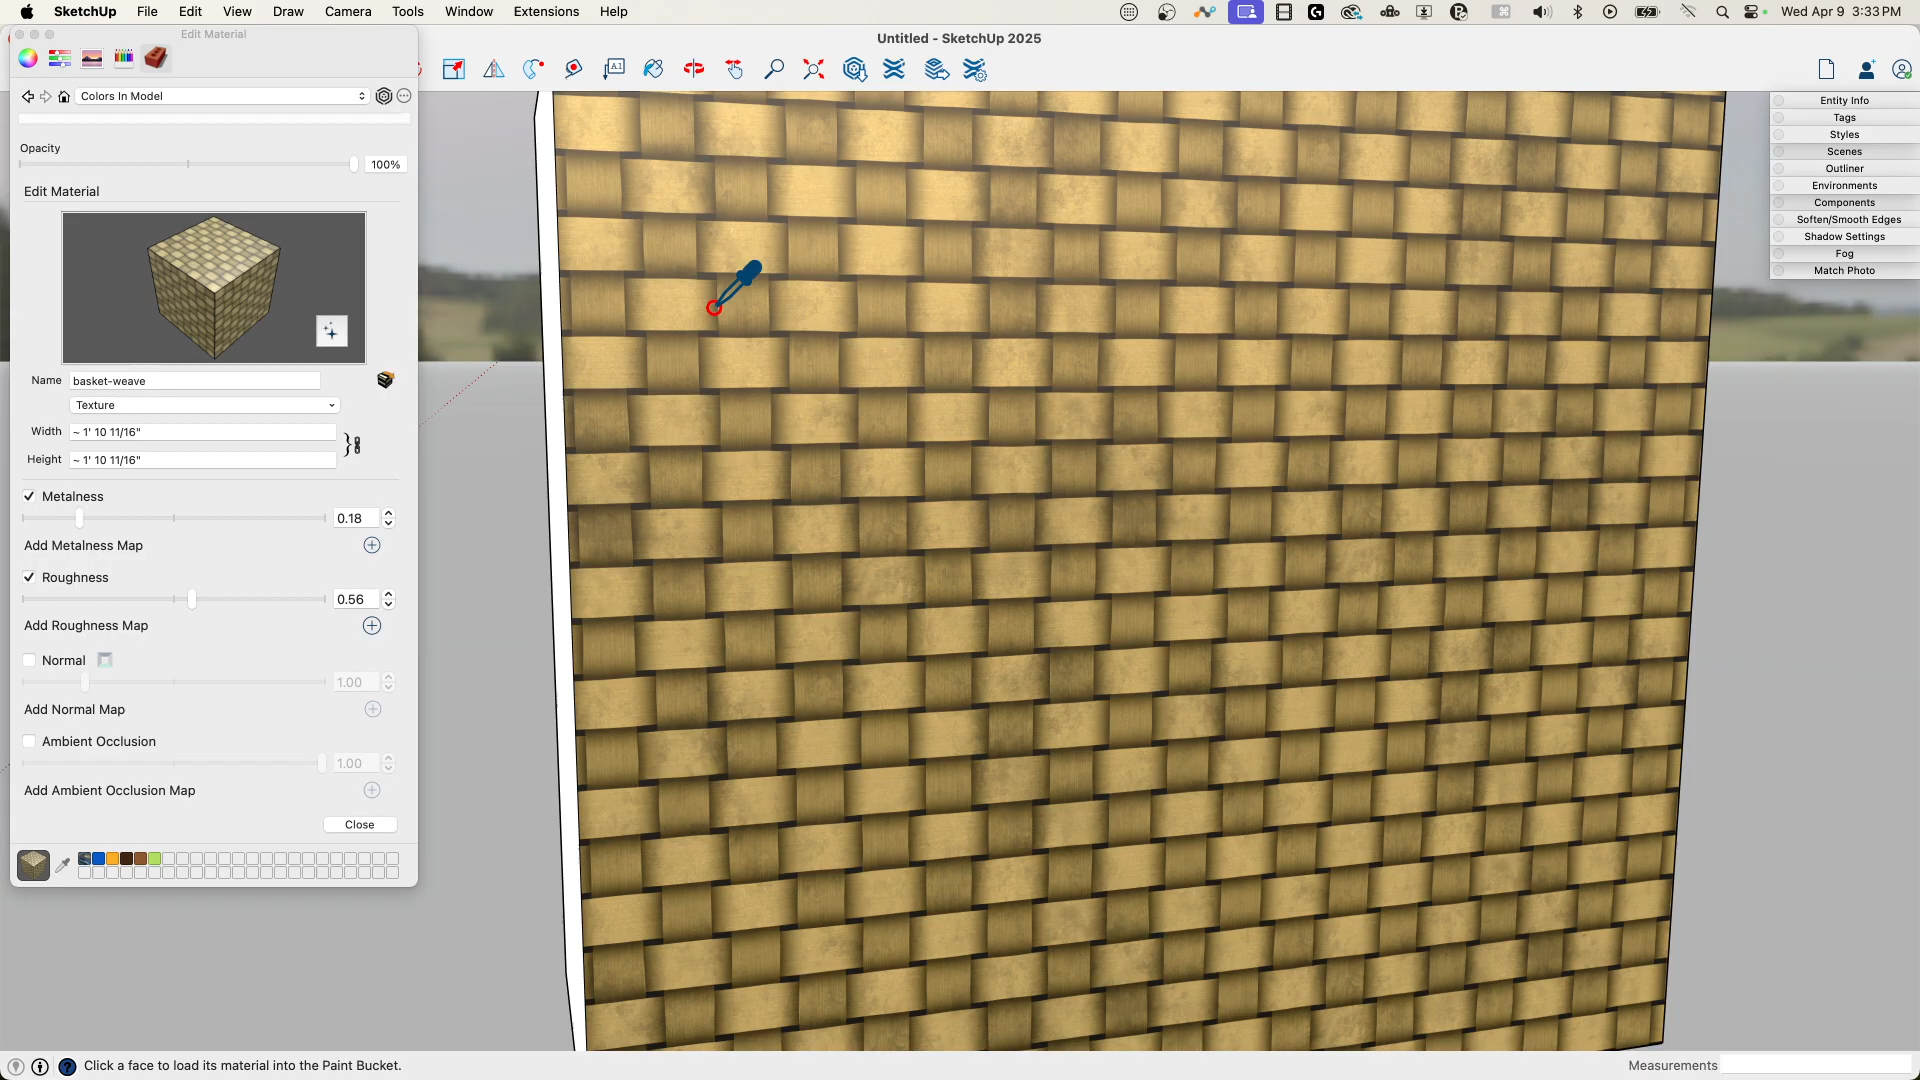 SketchUp File Edit View Draw Camera Tools Window Extensions Help Wed Apr 9 3:33 PM
Edit Material
Untitled - SketchUp 2025
A1
Colors In Model
Opacity
100%
Edit Material
Name basket-weave
Texture
Width ~ 1' 10 11/16"
Height ~ 1' 10 11/16"
Metalness
0.18
Add Metalness Map
Roughness
0.56
Add Roughness Map
Normal
1.00
Add Normal Map
Ambient Occlusion
1.00
Add Ambient Occlusion Map
Close
Entity Info
Tags
Styles
Scenes
Outliner
Environments
Components
Soften/Smooth Edges
Shadow Settings
Fog
Match Photo
Click a face to load its material into the Paint Bucket.
Measurements